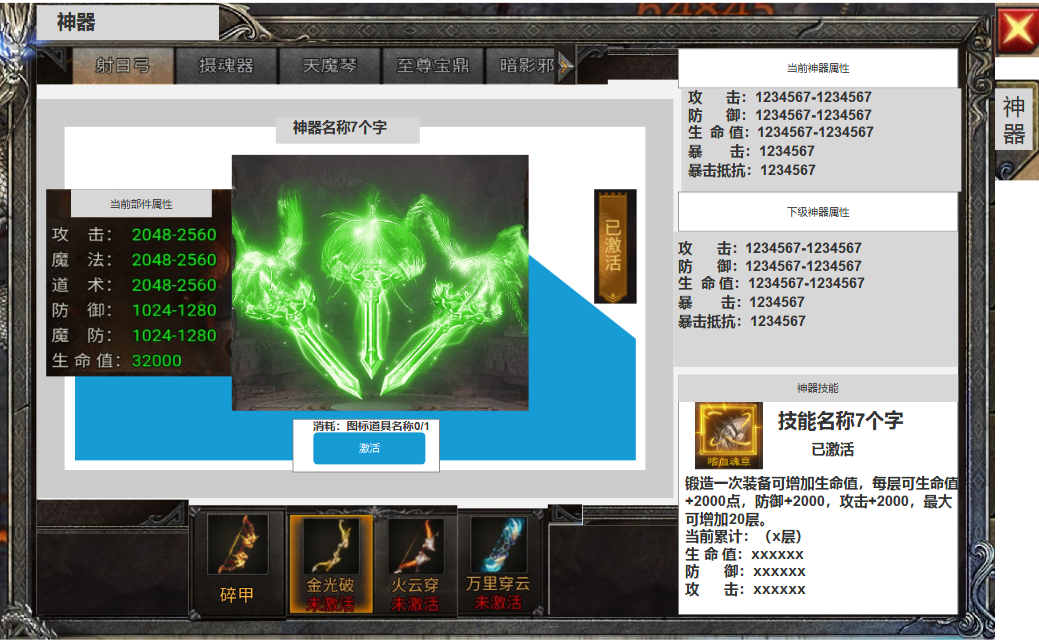 神器
射日弓
摄魂器
天魔琴
至尊宝鼎
暗影邪
神器
神器名称7个字
已激活
当前部件属性
攻 击： 2048-2560
魔 法： 2048-2560
道 术： 2048-2560
防 御： 1024-1280
魔 防： 1024-1280
生 命 值： 32000
消耗：图标道具名称0/1
激活
当前神器属性
攻 击：1234567-1234567
防 御：1234567-1234567
生 命 值：1234567-1234567
暴 击：1234567
暴击抵抗：1234567
下级神器属性
攻 击：1234567-1234567
防 御：1234567-1234567
生 命 值：1234567-1234567
暴 击：1234567
暴击抵抗：1234567
神器技能
嗜血魂意
技能名称7个字
已激活
锻造一次装备可增加生命值，每层可生命值
+2000点，防御+2000，攻击+2000，最大
可增加20层。
当前累计：（x层）
生 命 值：xxxxxx
防 御：xxxxxx
攻 击：xxxxxx
碎甲
金光破
未激活
火云穿
未激活
万里穿云
未激活